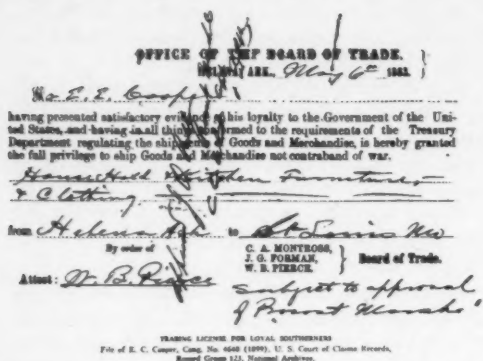 OFFICE OF THE BOARD OF TRADE.
HELENA, ARK., May 6th 1863.
E. E. Cooper
having presented satisfactory evidence of his loyalty to the Government of the Uni-
ted States, and having in all things conformed to the requirements of the Treasury
Department regulating the shipment of Goods and Merchandise, is hereby granted
the full privilege to ship Goods and Merchandise not contraband of war.
HouseHold & Kitchen Furniture
& Clothing
from Helena Ark to St Louis Mo
By order of
C. A. MONTROSS,
J. G. FORMAN,
W. B. PIERCE,
Board of Trade.
Attest: W. B. Pierce
Subject to approval
of Provost Marshal
TRADING LICENSE FOR LOYAL SOUTHERNERS
File of E. C. Cooper, Cong. No. 4640 (1899), U. S. Court of Claims Records,
Record Group 123, National Archives.